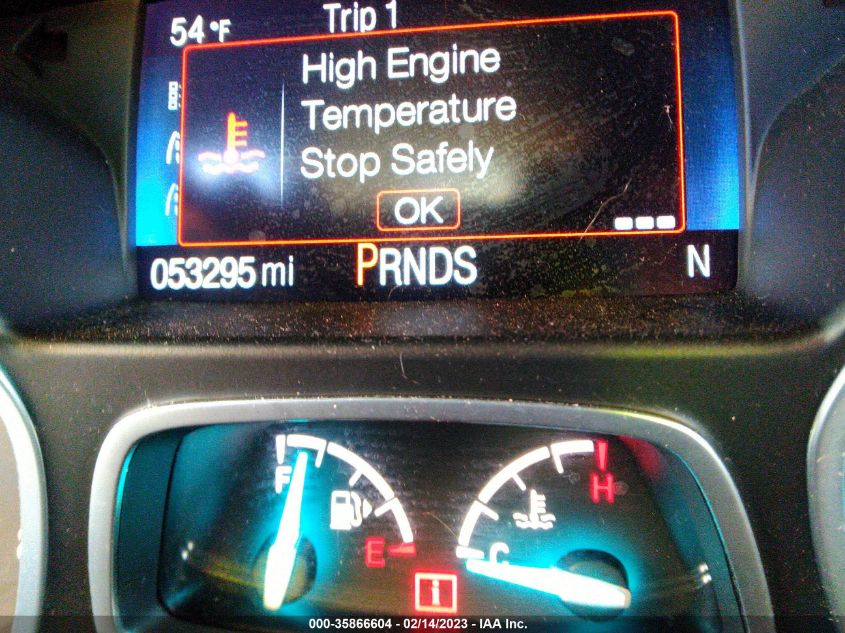 54°F
Trip 1
High Engine
Temperature
Stop Safely
OK
053295 mi
PRNDS
N
F
E
C
H
i
000-35866604 - 02/14/2023 - IAA Inc.